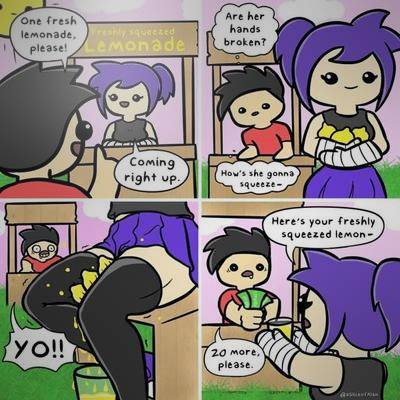 One fresh
lemonade,
please!
Freshly squeezed
Lemonade
Coming
right up.
Are her
hands
broken?
How's she gonna
squeeze-
YO!!
Here's your freshly
squeezed lemon-
20 more,
please.